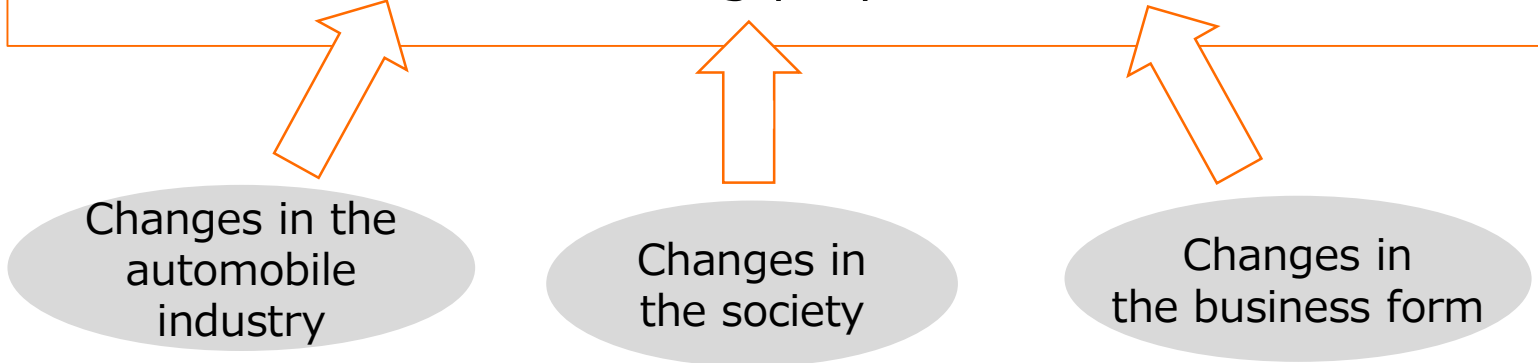 Changes in the
automobile
industry
Changes in
the society
Changes in
the business form